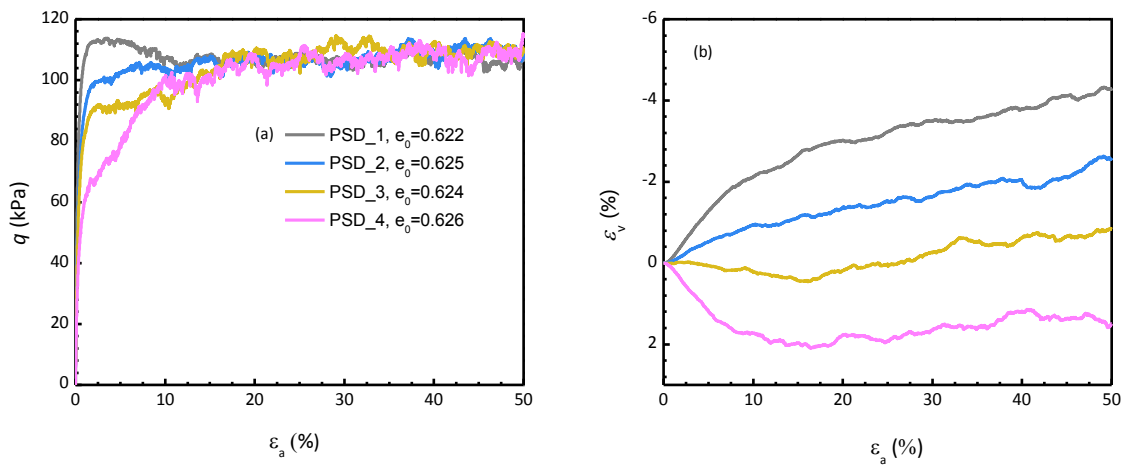 120
100
80
60
40
20
0
q (kPa)
(a)
PSD_1, e0=0.622
PSD_2, e0=0.625
PSD_3, e0=0.624
PSD_4, e0=0.626
0 10 20 30 40 50
εa (%)
-6
-4
-2
0
2
εv (%)
(b)
0 10 20 30 40 50
εa (%)